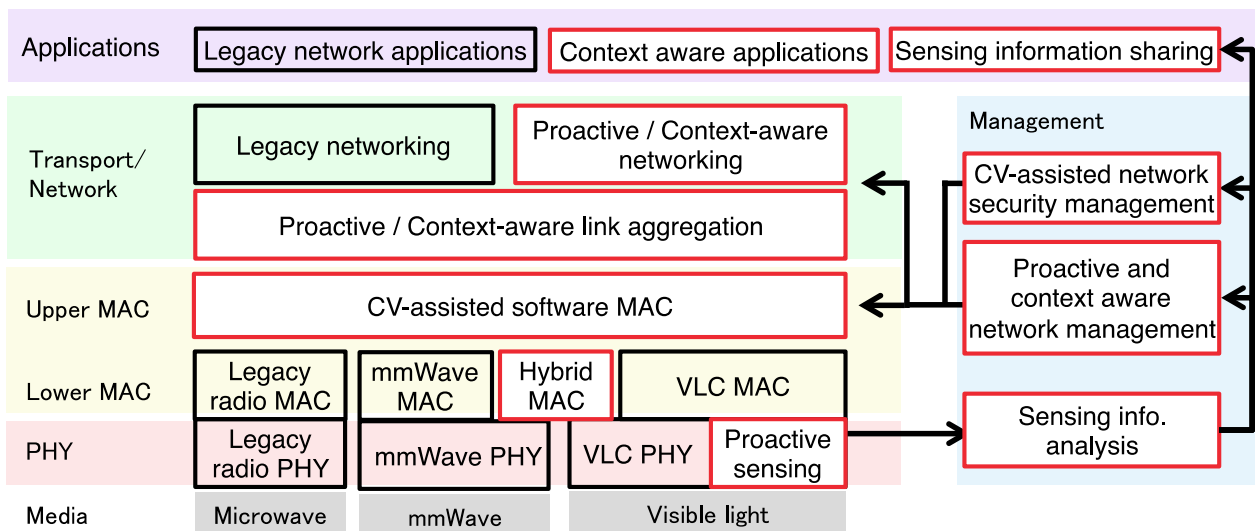 Applications
Legacy network applications
Context aware applications
Sensing information sharing
Transport/
Network
Legacy networking
Proactive / Context-aware
networking
Proactive / Context-aware link aggregation
Management
CV-assisted network
security management
Proactive and
context aware
network management
Upper MAC
CV-assisted software MAC
Lower MAC
Legacy
radio MAC
mmWave
MAC
Hybrid
MAC
VLC MAC
PHY
Legacy
radio PHY
mmWave PHY
VLC PHY
Proactive
sensing
Sensing info.
analysis
Media
Microwave
mmWave
Visible light